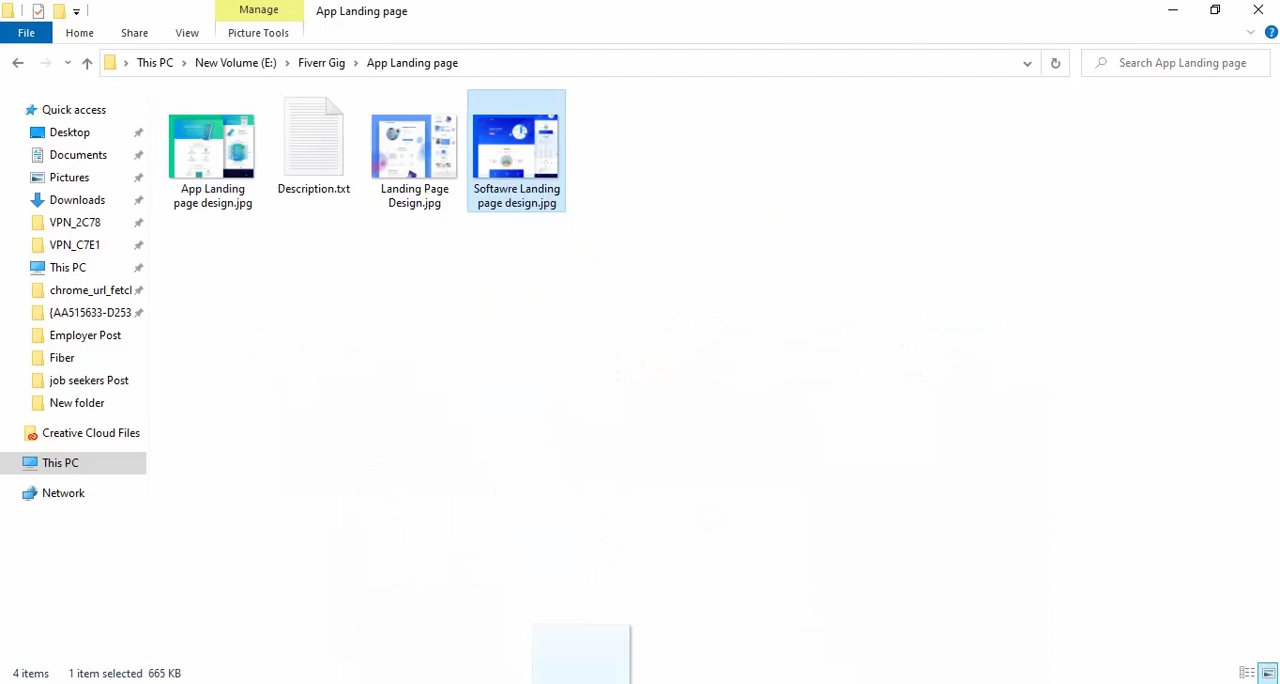 Manage
App Landing page
File
Home
Share
View
Picture Tools
This PC
New Volume (E:)
Fiverr Gig
App Landing page
Search App Landing page
Quick access
Desktop
Documents
Pictures
Downloads
VPN_2C78
VPN_C7E1
This PC
chrome_url_fetcl
{AA515633-D253
Employer Post
Fiber
job seekers Post
New folder
Creative Cloud Files
This PC
Network
App Landing
page design.jpg
Description.txt
Landing Page
Design.jpg
Softawre Landing
page design.jpg
4 items
1 item selected 665 KB